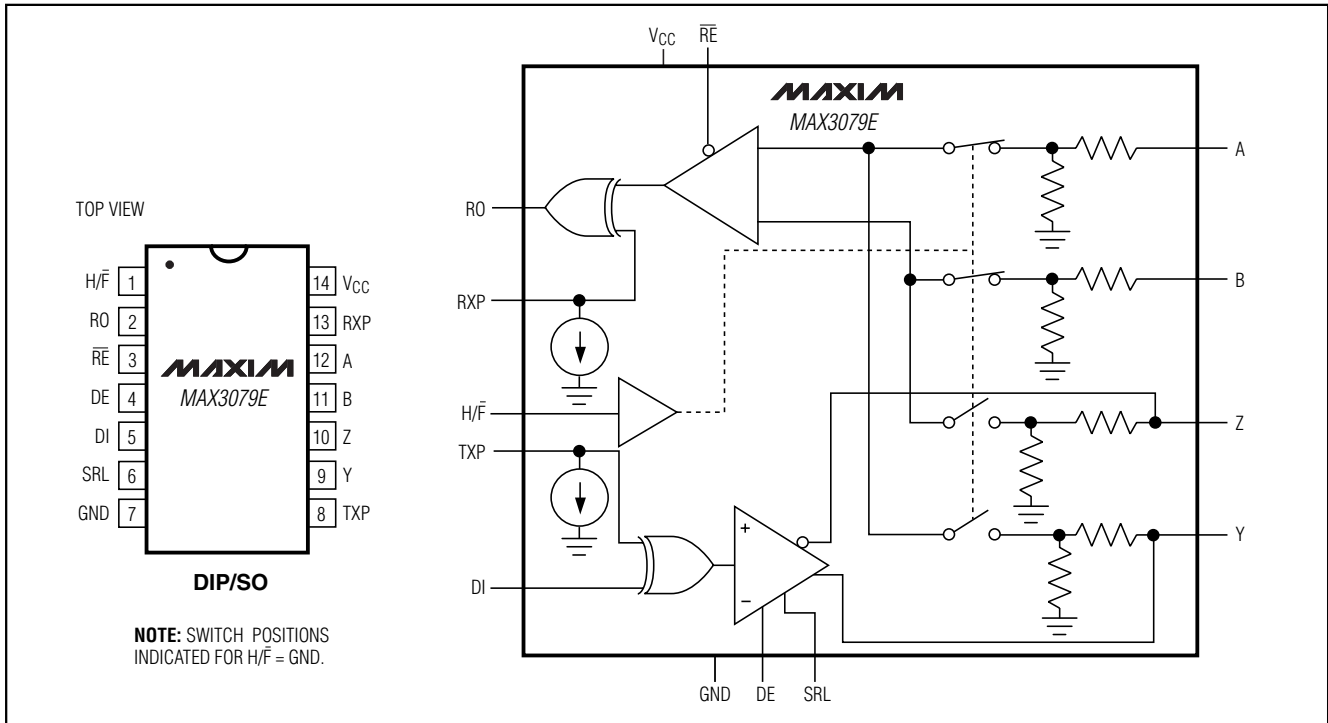 TOP VIEW
H/F̅ 1
RO 2
R̅E̅ 3
DE 4
DI 5
SRL 6
GND 7
14 VCC
13 RXP
12 A
11 B
10 Z
9 Y
8 TXP
MAXIM
MAX3079E
DIP/SO
NOTE: SWITCH POSITIONS
INDICATED FOR H/F̅ = GND.
VCC
R̅E̅
MAXIM
MAX3079E
RO
RXP
H/F̅
TXP
DI
+
−
A
B
Z
Y
GND
DE
SRL